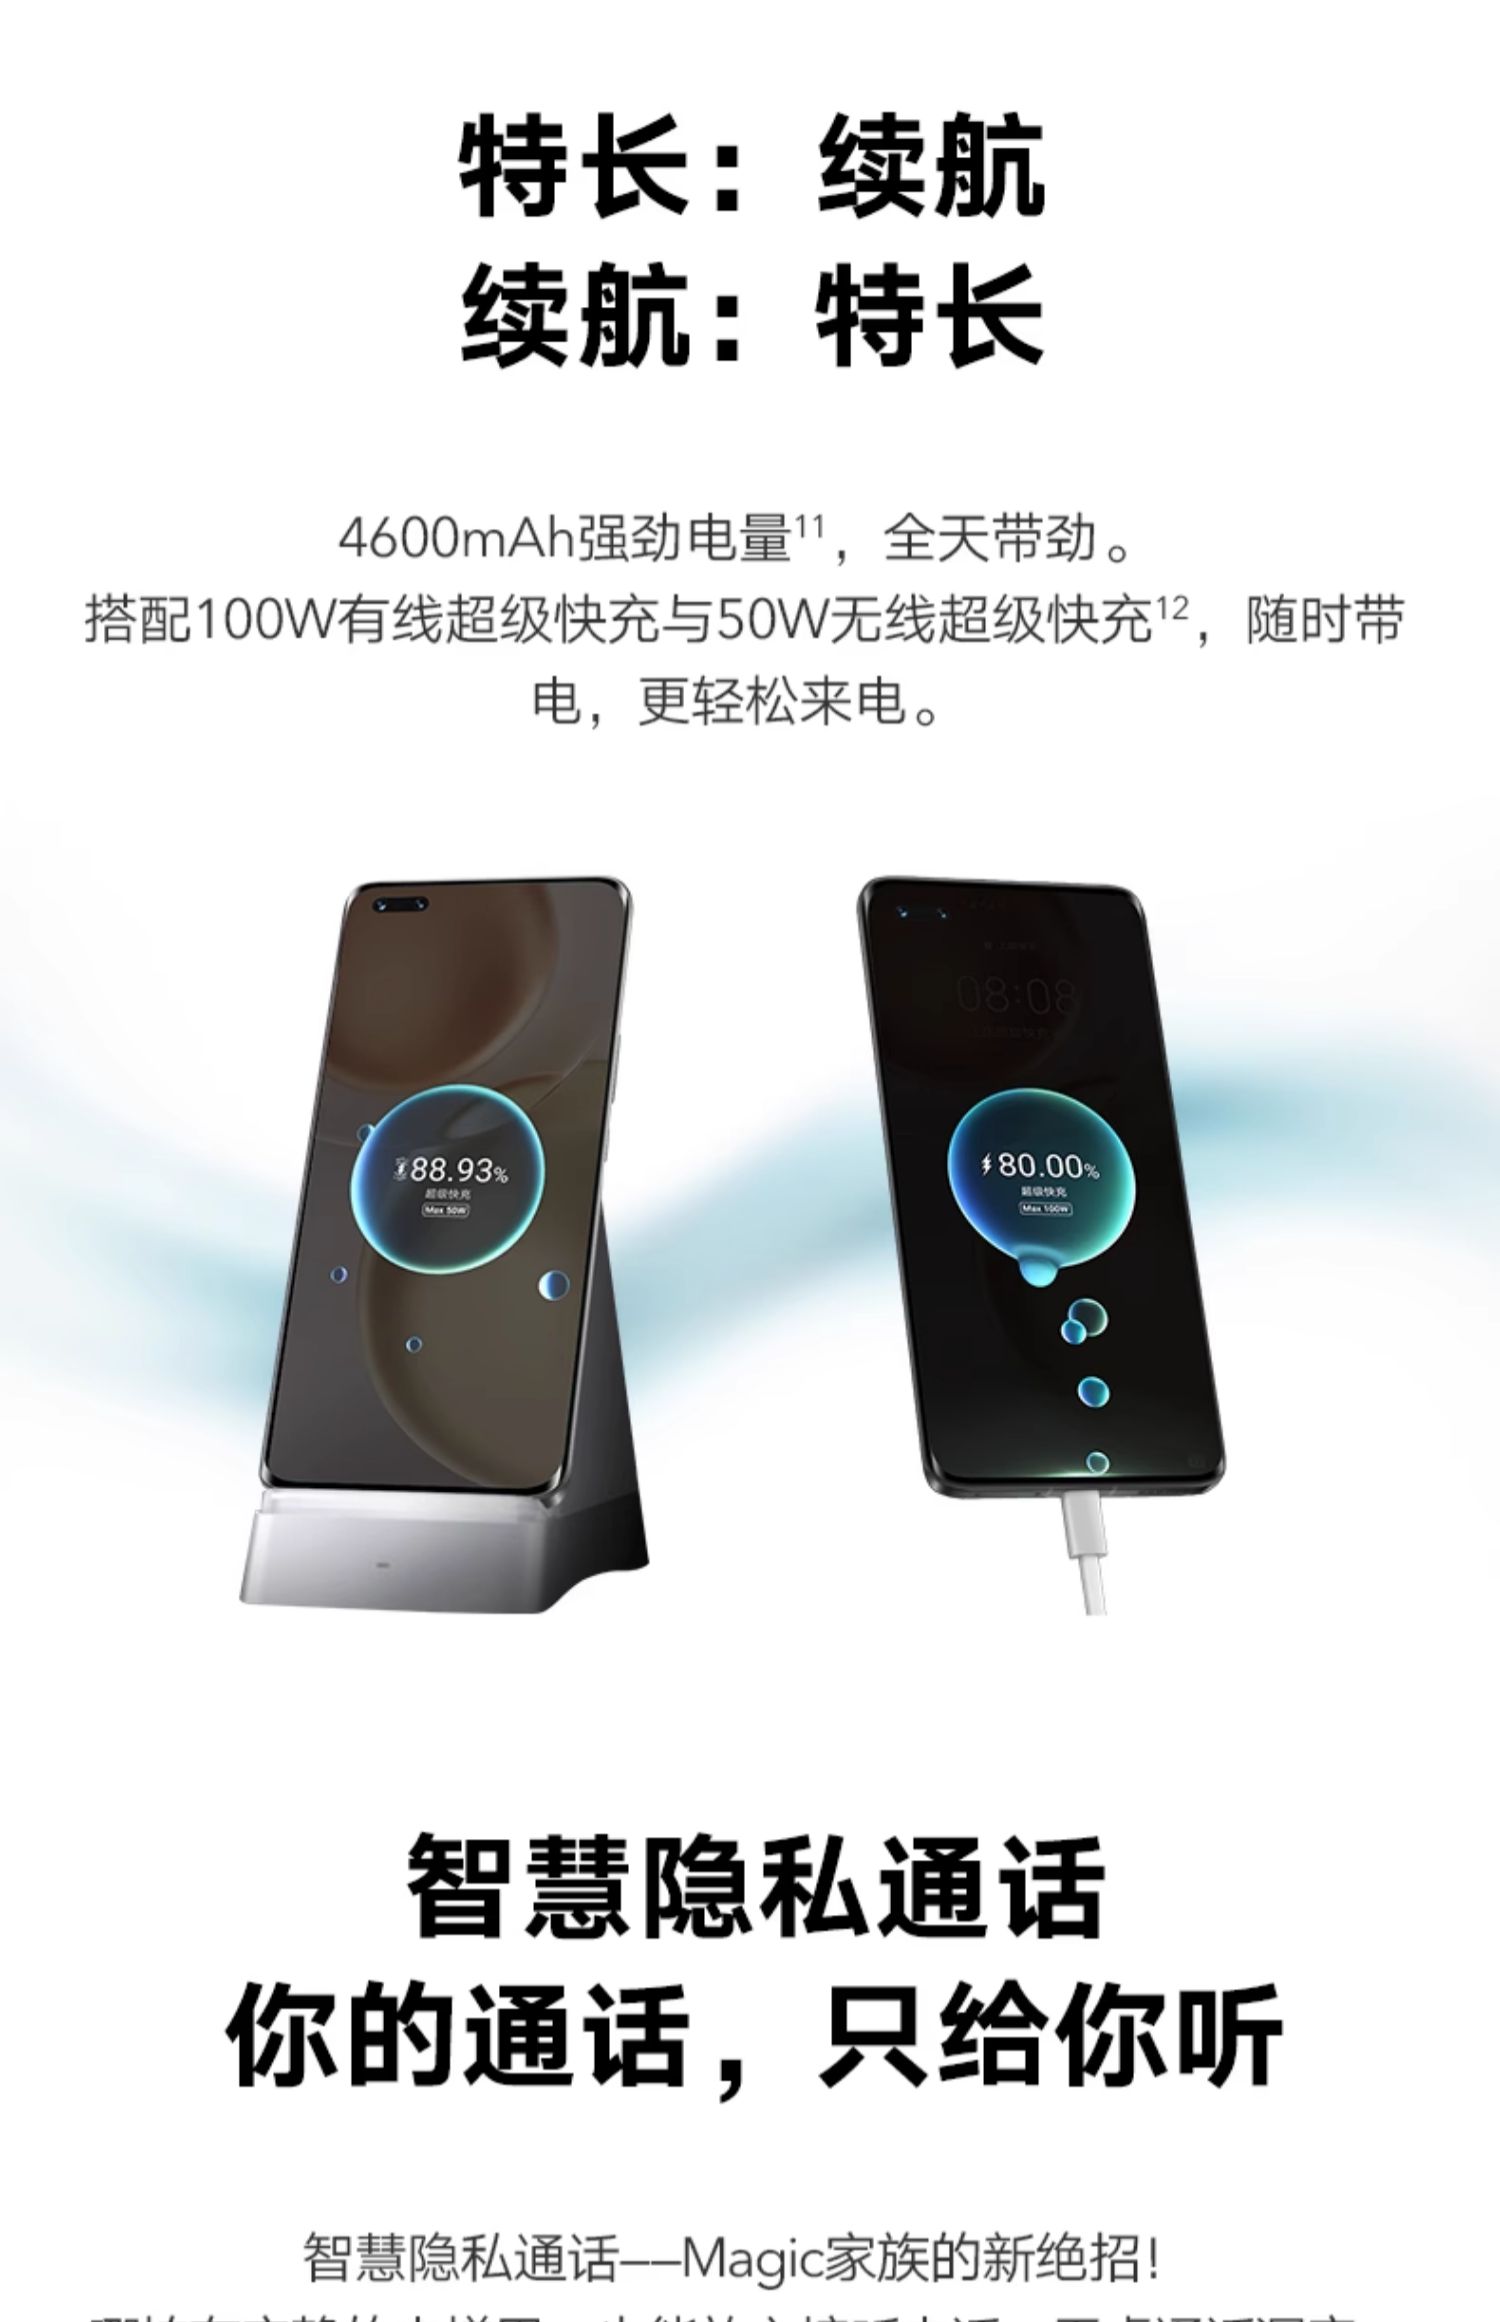 特长：续航
续航：特长
4600mAh强劲电量11，全天带劲。
搭配100W有线超级快充与50W无线超级快充12，随时带
电，更轻松来电。
08:08
88.93%
超级快充
Max 50W
80.00%
超级快充
Max 100W
智慧隐私通话
你的通话，只给你听
智慧隐私通话——Magic家族的新绝招！